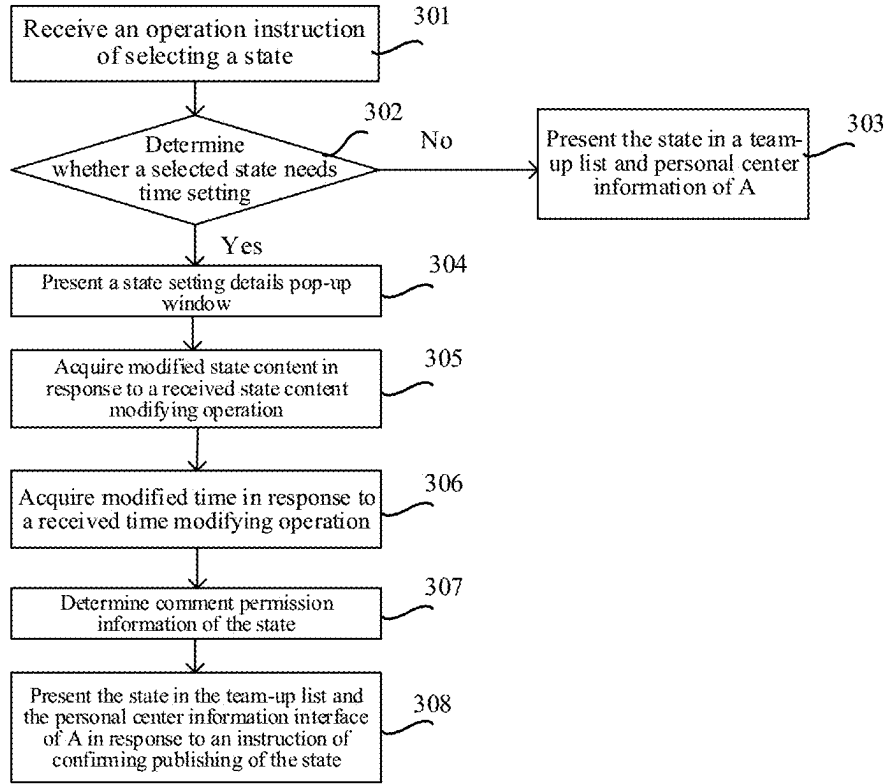 Receive an operation instruction
of selecting a state
301
302
Determine
whether a selected state needs
time setting
No
Present the state in a team-
up list and personal center
information of A
303
Yes
Present a state setting details pop-up
window
304
Acquire modified state content in
response to a received state content
modifying operation
305
Acquire modified time in response to
a received time modifying operation
306
Determine comment permission
information of the state
307
Present the state in the team-up list and
the personal center information interface
of A in response to an instruction of
confirming publishing of the state
308